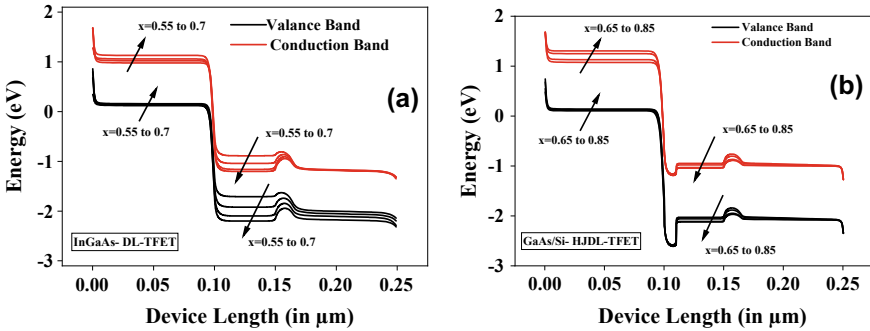 x=0.55 to 0.7
Valance Band
Conduction Band
(a)
x=0.55 to 0.7
x=0.55 to 0.7
x=0.55 to 0.7
InGaAs- DL-TFET
3
2
1
0
-1
-2
-3
Energy (eV)
0.00 0.05 0.10 0.15 0.20 0.25
Device Length (in µm)
x=0.65 to 0.85
Valance Band
Conduction Band
(b)
x=0.65 to 0.85
x=0.65 to 0.85
x=0.65 to 0.85
GaAs/Si- HJDL-TFET
2
1
0
-1
-2
-3
Energy (eV)
0.00 0.05 0.10 0.15 0.20 0.25
Device Length (in µm)